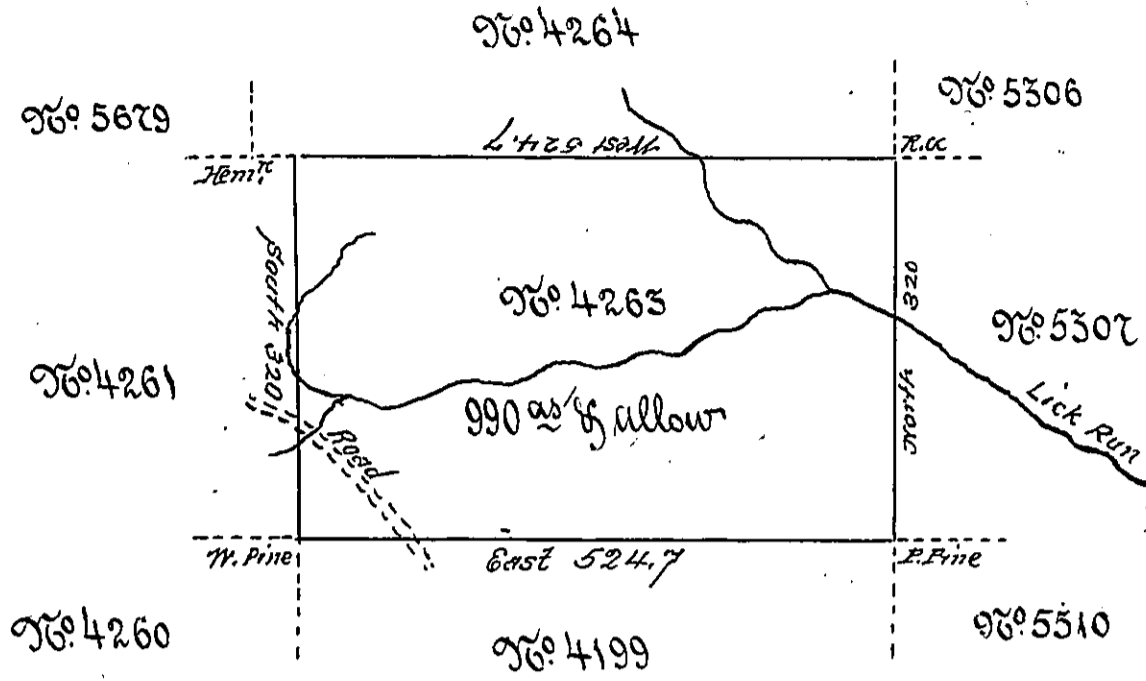 No. 4264
No. 5679
No. 5306
West 524.7
Hem.k
R.O.
South 320
No. 4263
320
North
No. 5307
No. 4261
990 as & allow
Lick Run
Road
W. Pine
East 524.7
P. Pine
No. 4260
No. 4199
No. 5510